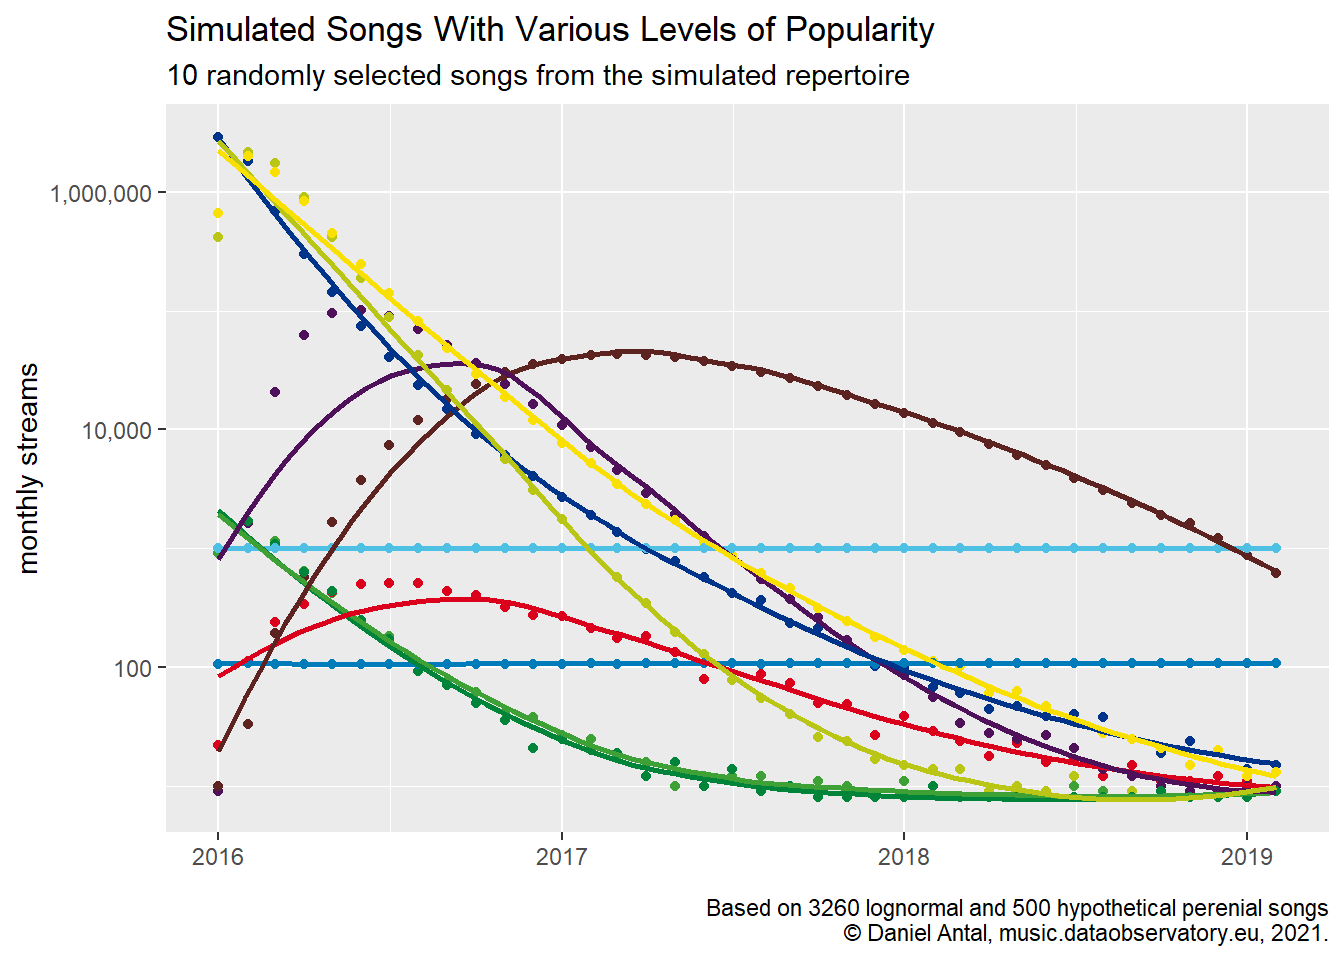 Simulated Songs With Various Levels of Popularity
10 randomly selected songs from the simulated repertoire
monthly streams
1,000,000
10,000
100
2016
2017
2018
2019
Based on 3260 lognormal and 500 hypothetical perenial songs
© Daniel Antal, music.dataobservatory.eu, 2021.